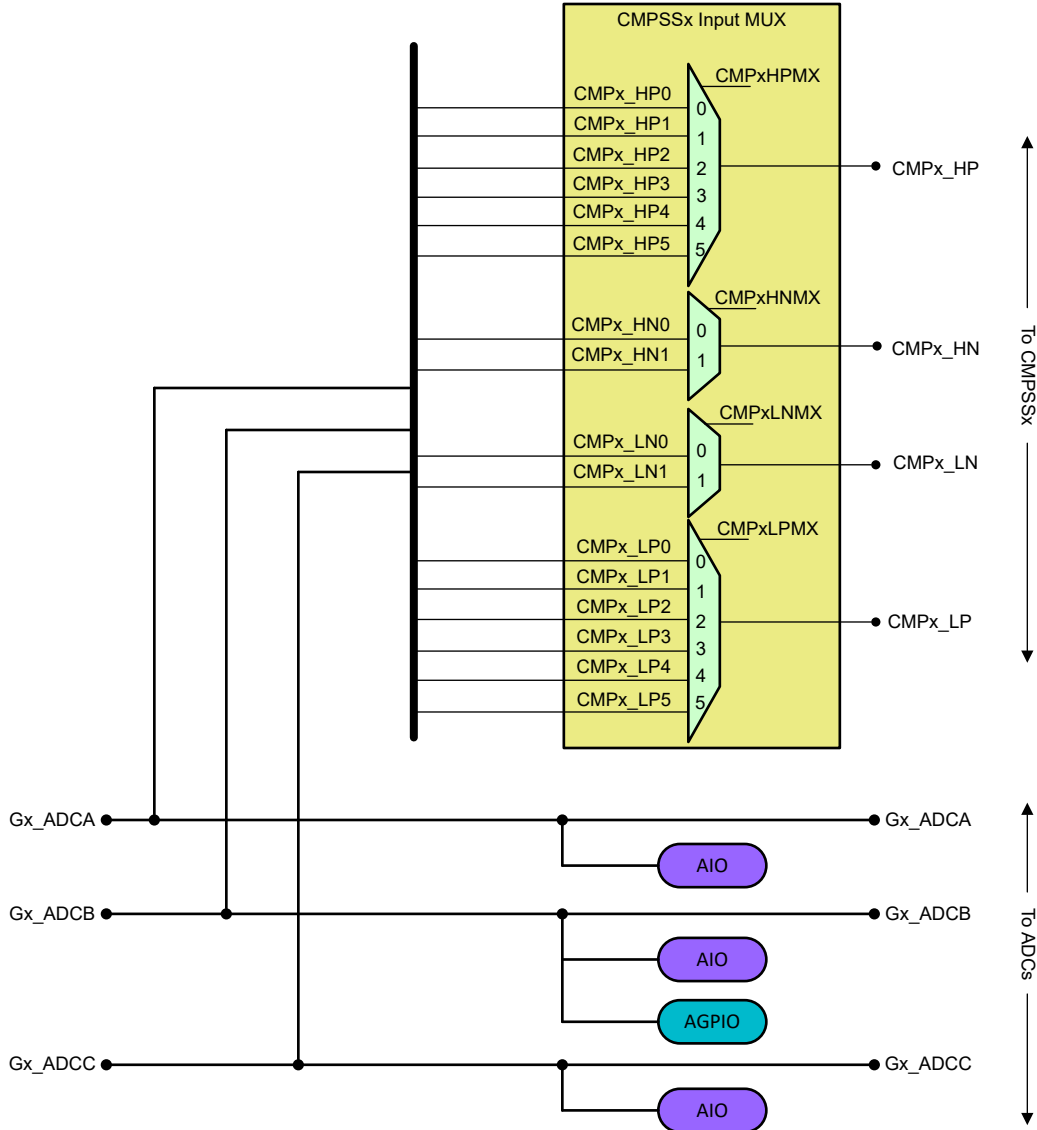 CMPSSx Input MUX
CMPxHPMX
CMPx_HP0
0
CMPx_HP1
1
CMPx_HP2
2
CMPx_HP
CMPx_HP3
3
CMPx_HP4
4
CMPx_HP5
5
CMPxHNMX
CMPx_HN0
0
CMPx_HN1
1
CMPx_HN
To CMPSSx
CMPxLNMX
CMPx_LN0
0
CMPx_LN1
1
CMPx_LN
CMPxLPMX
CMPx_LP0
0
CMPx_LP1
1
CMPx_LP2
2
CMPx_LP
CMPx_LP3
3
CMPx_LP4
4
CMPx_LP5
5
Gx_ADCA
Gx_ADCA
AIO
Gx_ADCB
Gx_ADCB
AIO
To ADCs
AGPIO
Gx_ADCC
Gx_ADCC
AIO